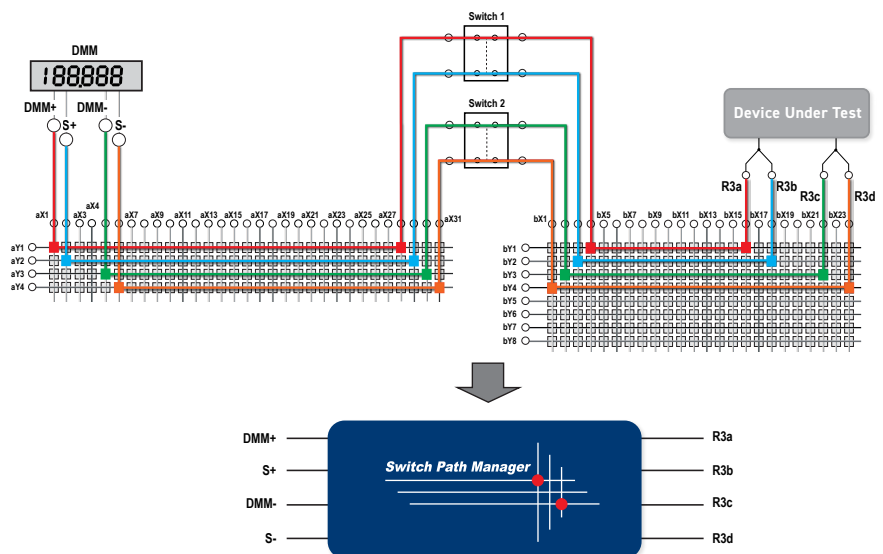 Switch 1
DMM
188.888
DMM+
DMM-
S+
S-
Switch 2
Device Under Test
R3a
R3b
R3c
R3d
aX1
aX3
aX4
aX7
aX9
aX11
aX13
aX15
aX17
aX19
aX21
aX23
aX25
aX27
aX31
bX1
bX5
bX7
bX9
bX11
bX13
bX15
bX17
bX19
bX21
bX23
aY1
aY2
aY3
aY4
bY1
bY2
bY3
bY4
bY5
bY6
bY7
bY8
DMM+
S+
DMM-
S-
Switch Path Manager
R3a
R3b
R3c
R3d